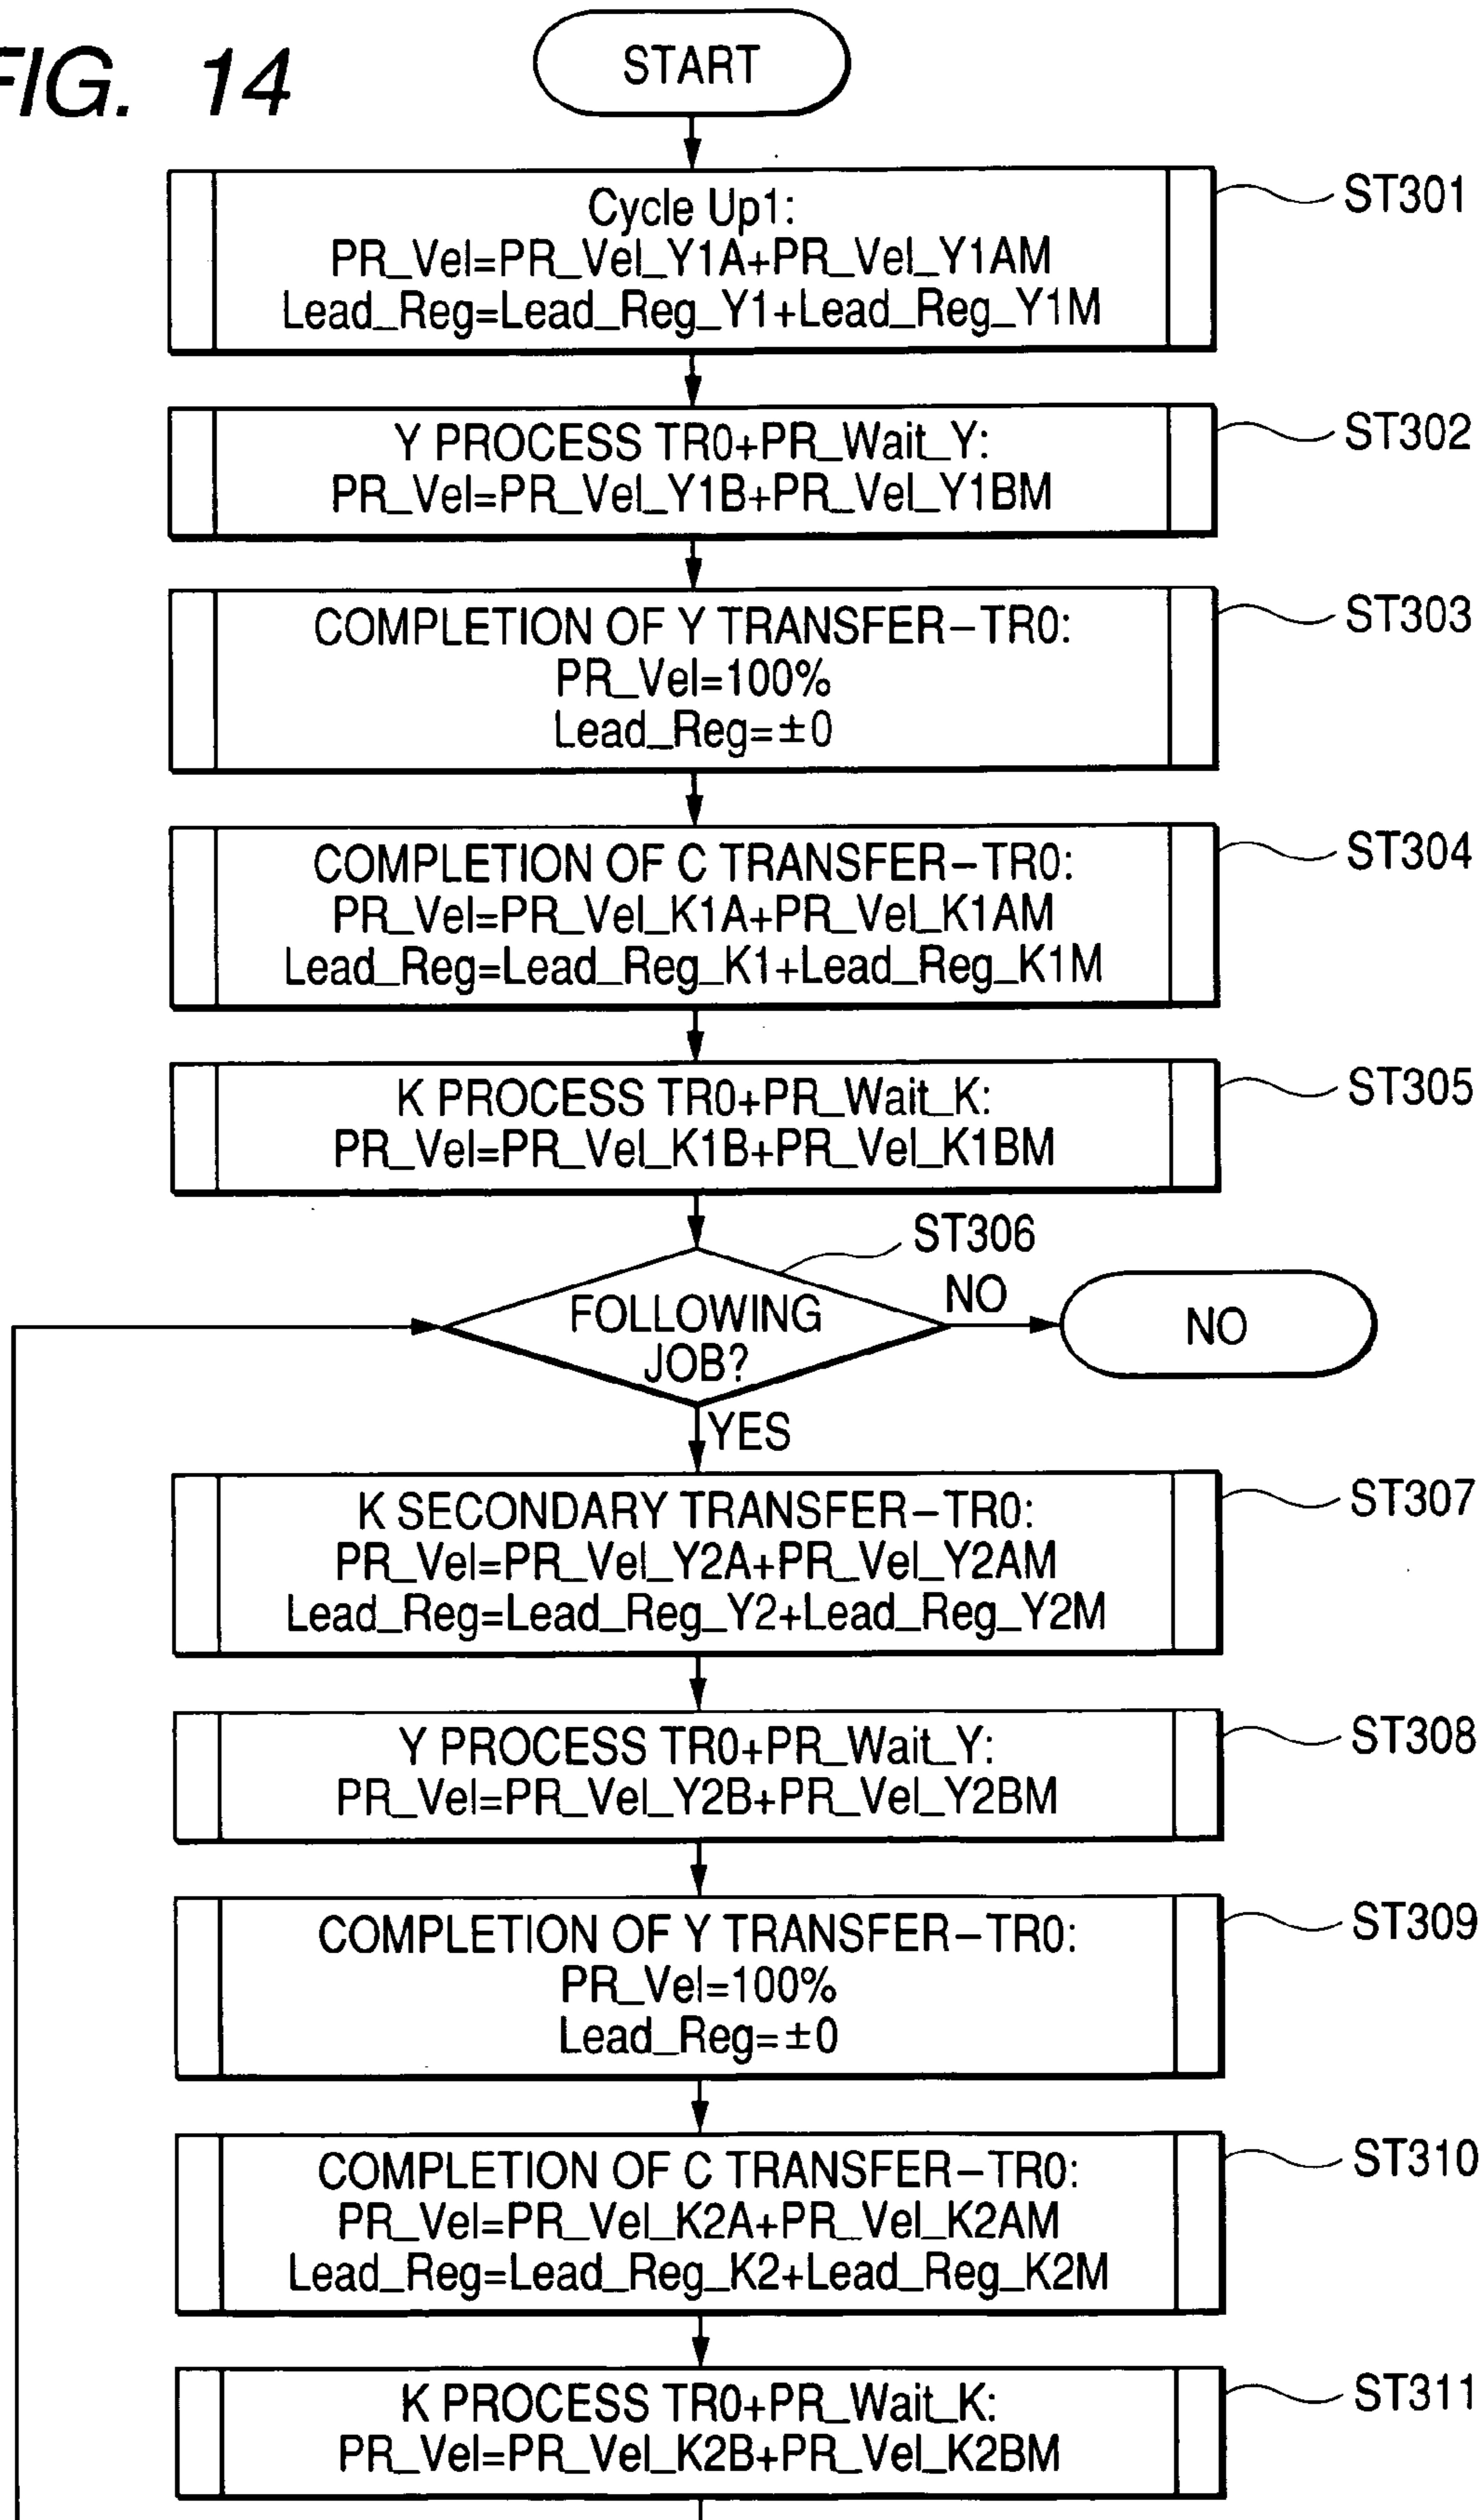 FIG. 14
START
Cycle Up1:
PR_Vel=PR_Vel_Y1A+PR_Vel_Y1AM
Lead_Reg=Lead_Reg_Y1+Lead_Reg_Y1M
ST301
Y PROCESS TR0+PR_Wait_Y:
PR_Vel=PR_Vel_Y1B+PR_Vel_Y1BM
ST302
COMPLETION OF Y TRANSFER–TR0:
PR_Vel=100%
Lead_Reg=±0
ST303
COMPLETION OF C TRANSFER–TR0:
PR_Vel=PR_Vel_K1A+PR_Vel_K1AM
Lead_Reg=Lead_Reg_K1+Lead_Reg_K1M
ST304
K PROCESS TR0+PR_Wait_K:
PR_Vel=PR_Vel_K1B+PR_Vel_K1BM
ST305
ST306
FOLLOWING
JOB?
NO
NO
YES
K SECONDARY TRANSFER–TR0:
PR_Vel=PR_Vel_Y2A+PR_Vel_Y2AM
Lead_Reg=Lead_Reg_Y2+Lead_Reg_Y2M
ST307
Y PROCESS TR0+PR_Wait_Y:
PR_Vel=PR_Vel_Y2B+PR_Vel_Y2BM
ST308
COMPLETION OF Y TRANSFER–TR0:
PR_Vel=100%
Lead_Reg=±0
ST309
COMPLETION OF C TRANSFER–TR0:
PR_Vel=PR_Vel_K2A+PR_Vel_K2AM
Lead_Reg=Lead_Reg_K2+Lead_Reg_K2M
ST310
K PROCESS TR0+PR_Wait_K:
PR_Vel=PR_Vel_K2B+PR_Vel_K2BM
ST311